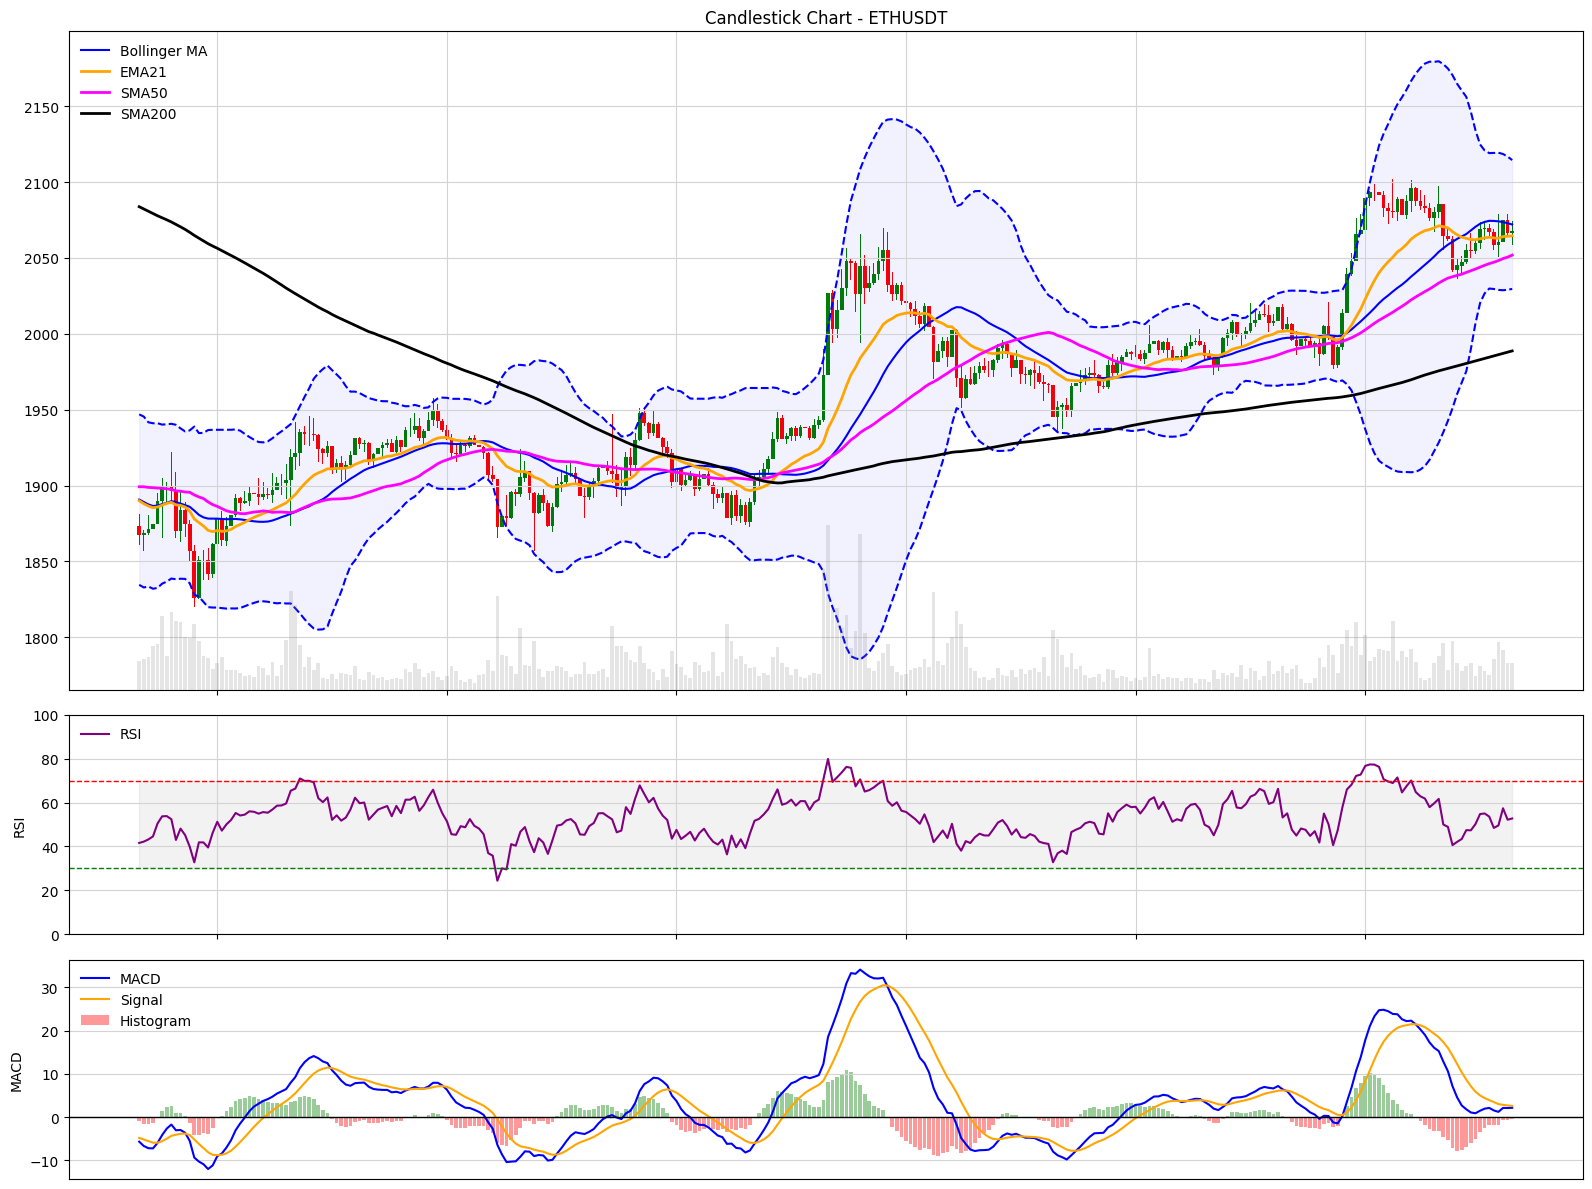 Candlestick Chart - ETHUSDT
Bollinger MA
EMA21
SMA50
SMA200
2150
2100
2050
2000
1950
1900
1850
1800
RSI
100
80
60
40
20
0
RSI
MACD
Signal
Histogram
30
20
10
0
−10
MACD